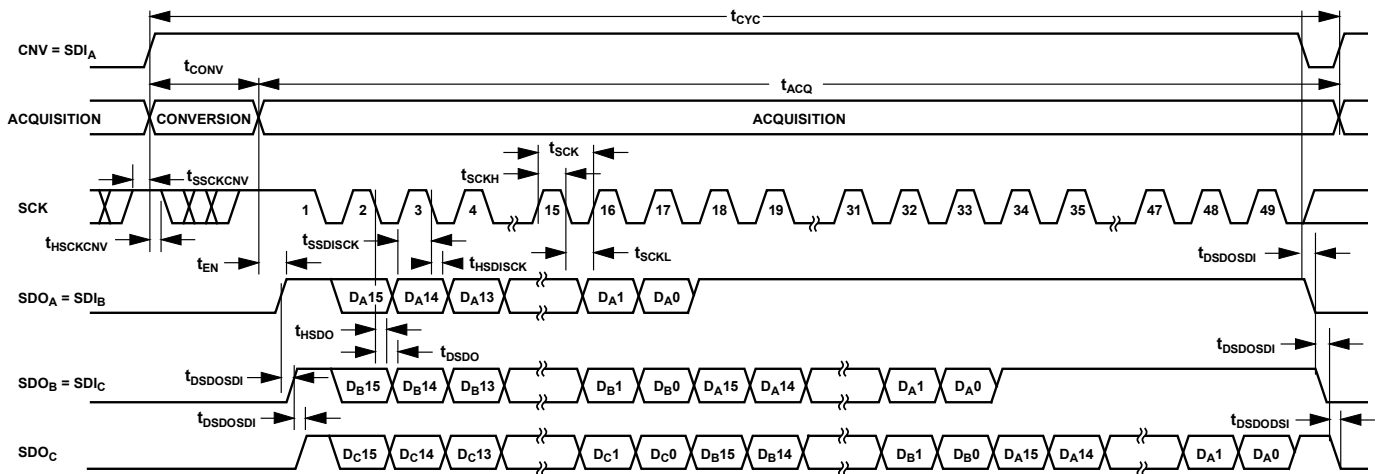 tCYC
CNV = SDIA
tCONV
tACQ
ACQUISITION CONVERSION ACQUISITION
tSSCKCNV
tSCK
tSCKH
SCK 1 2 3 4 15 16 17 18 19 31 32 33 34 35 47 48 49
tHSCKCNV
tSSDISCK
tSCKL
tEN
tHSDISCK
tDSDOSDI
SDOA = SDIB DA15 DA14 DA13 DA1 DA0
tHSDO
tDSDO
tDSDOSDI
tDSDOSDI
SDOB = SDIC DB15 DB14 DB13 DB1 DB0 DA15 DA14 DA1 DA0
tDSDOSDI
tDSDODSI
SDOC DC15 DC14 DC13 DC1 DC0 DB15 DB14 DB1 DB0 DA15 DA14 DA1 DA0